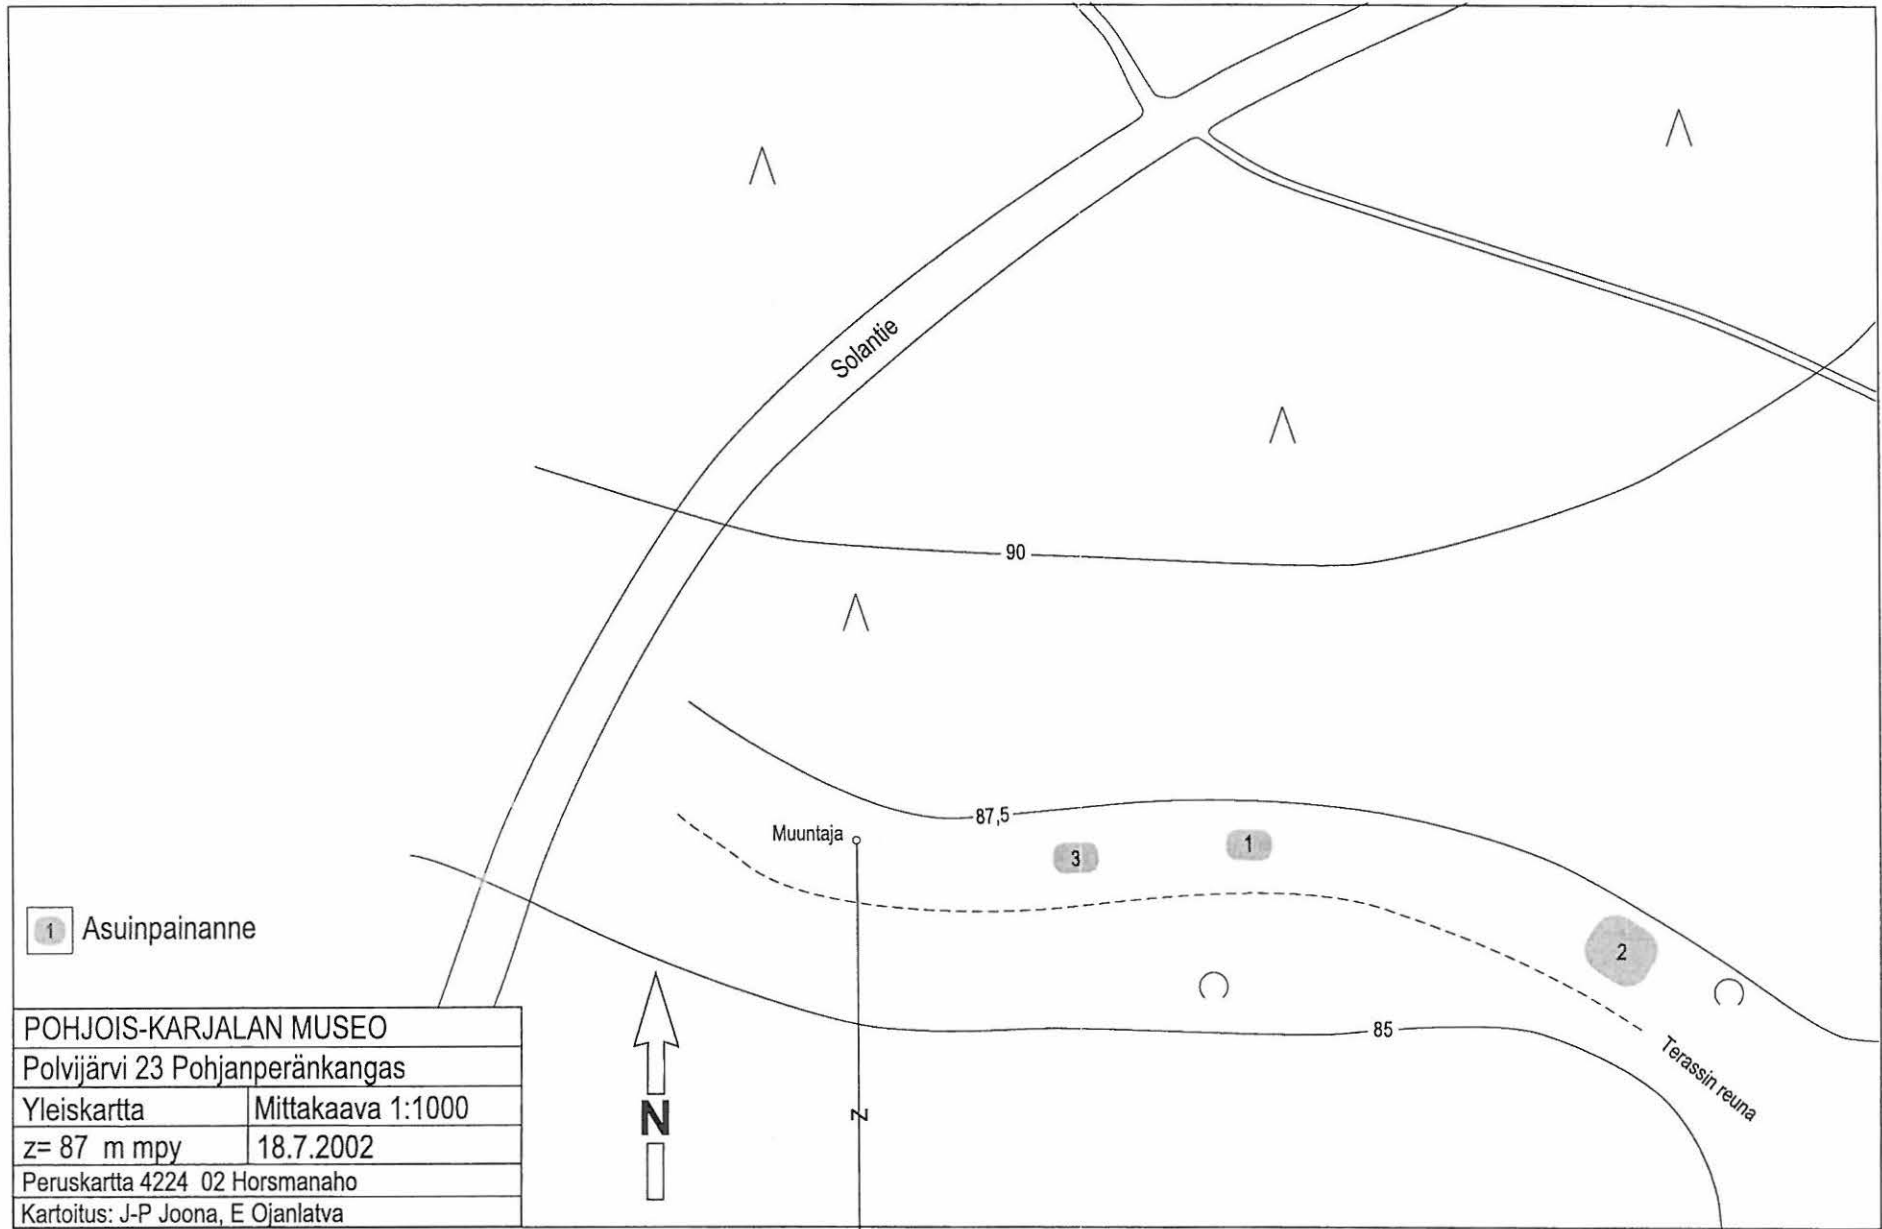 Solantie
90
87,5
Muuntaja
3
1
2
1 Asuinpainanne
85
Terassin reuna
POHJOIS-KARJALAN MUSEO
Polvijärvi 23 Pohjanperänkangas
Yleiskartta Mittakaava 1:1000
z= 87 m mpy 18.7.2002
Peruskartta 4224 02 Horsmanaho
Kartoitus: J-P Joona, E Ojanlatva
N
Z